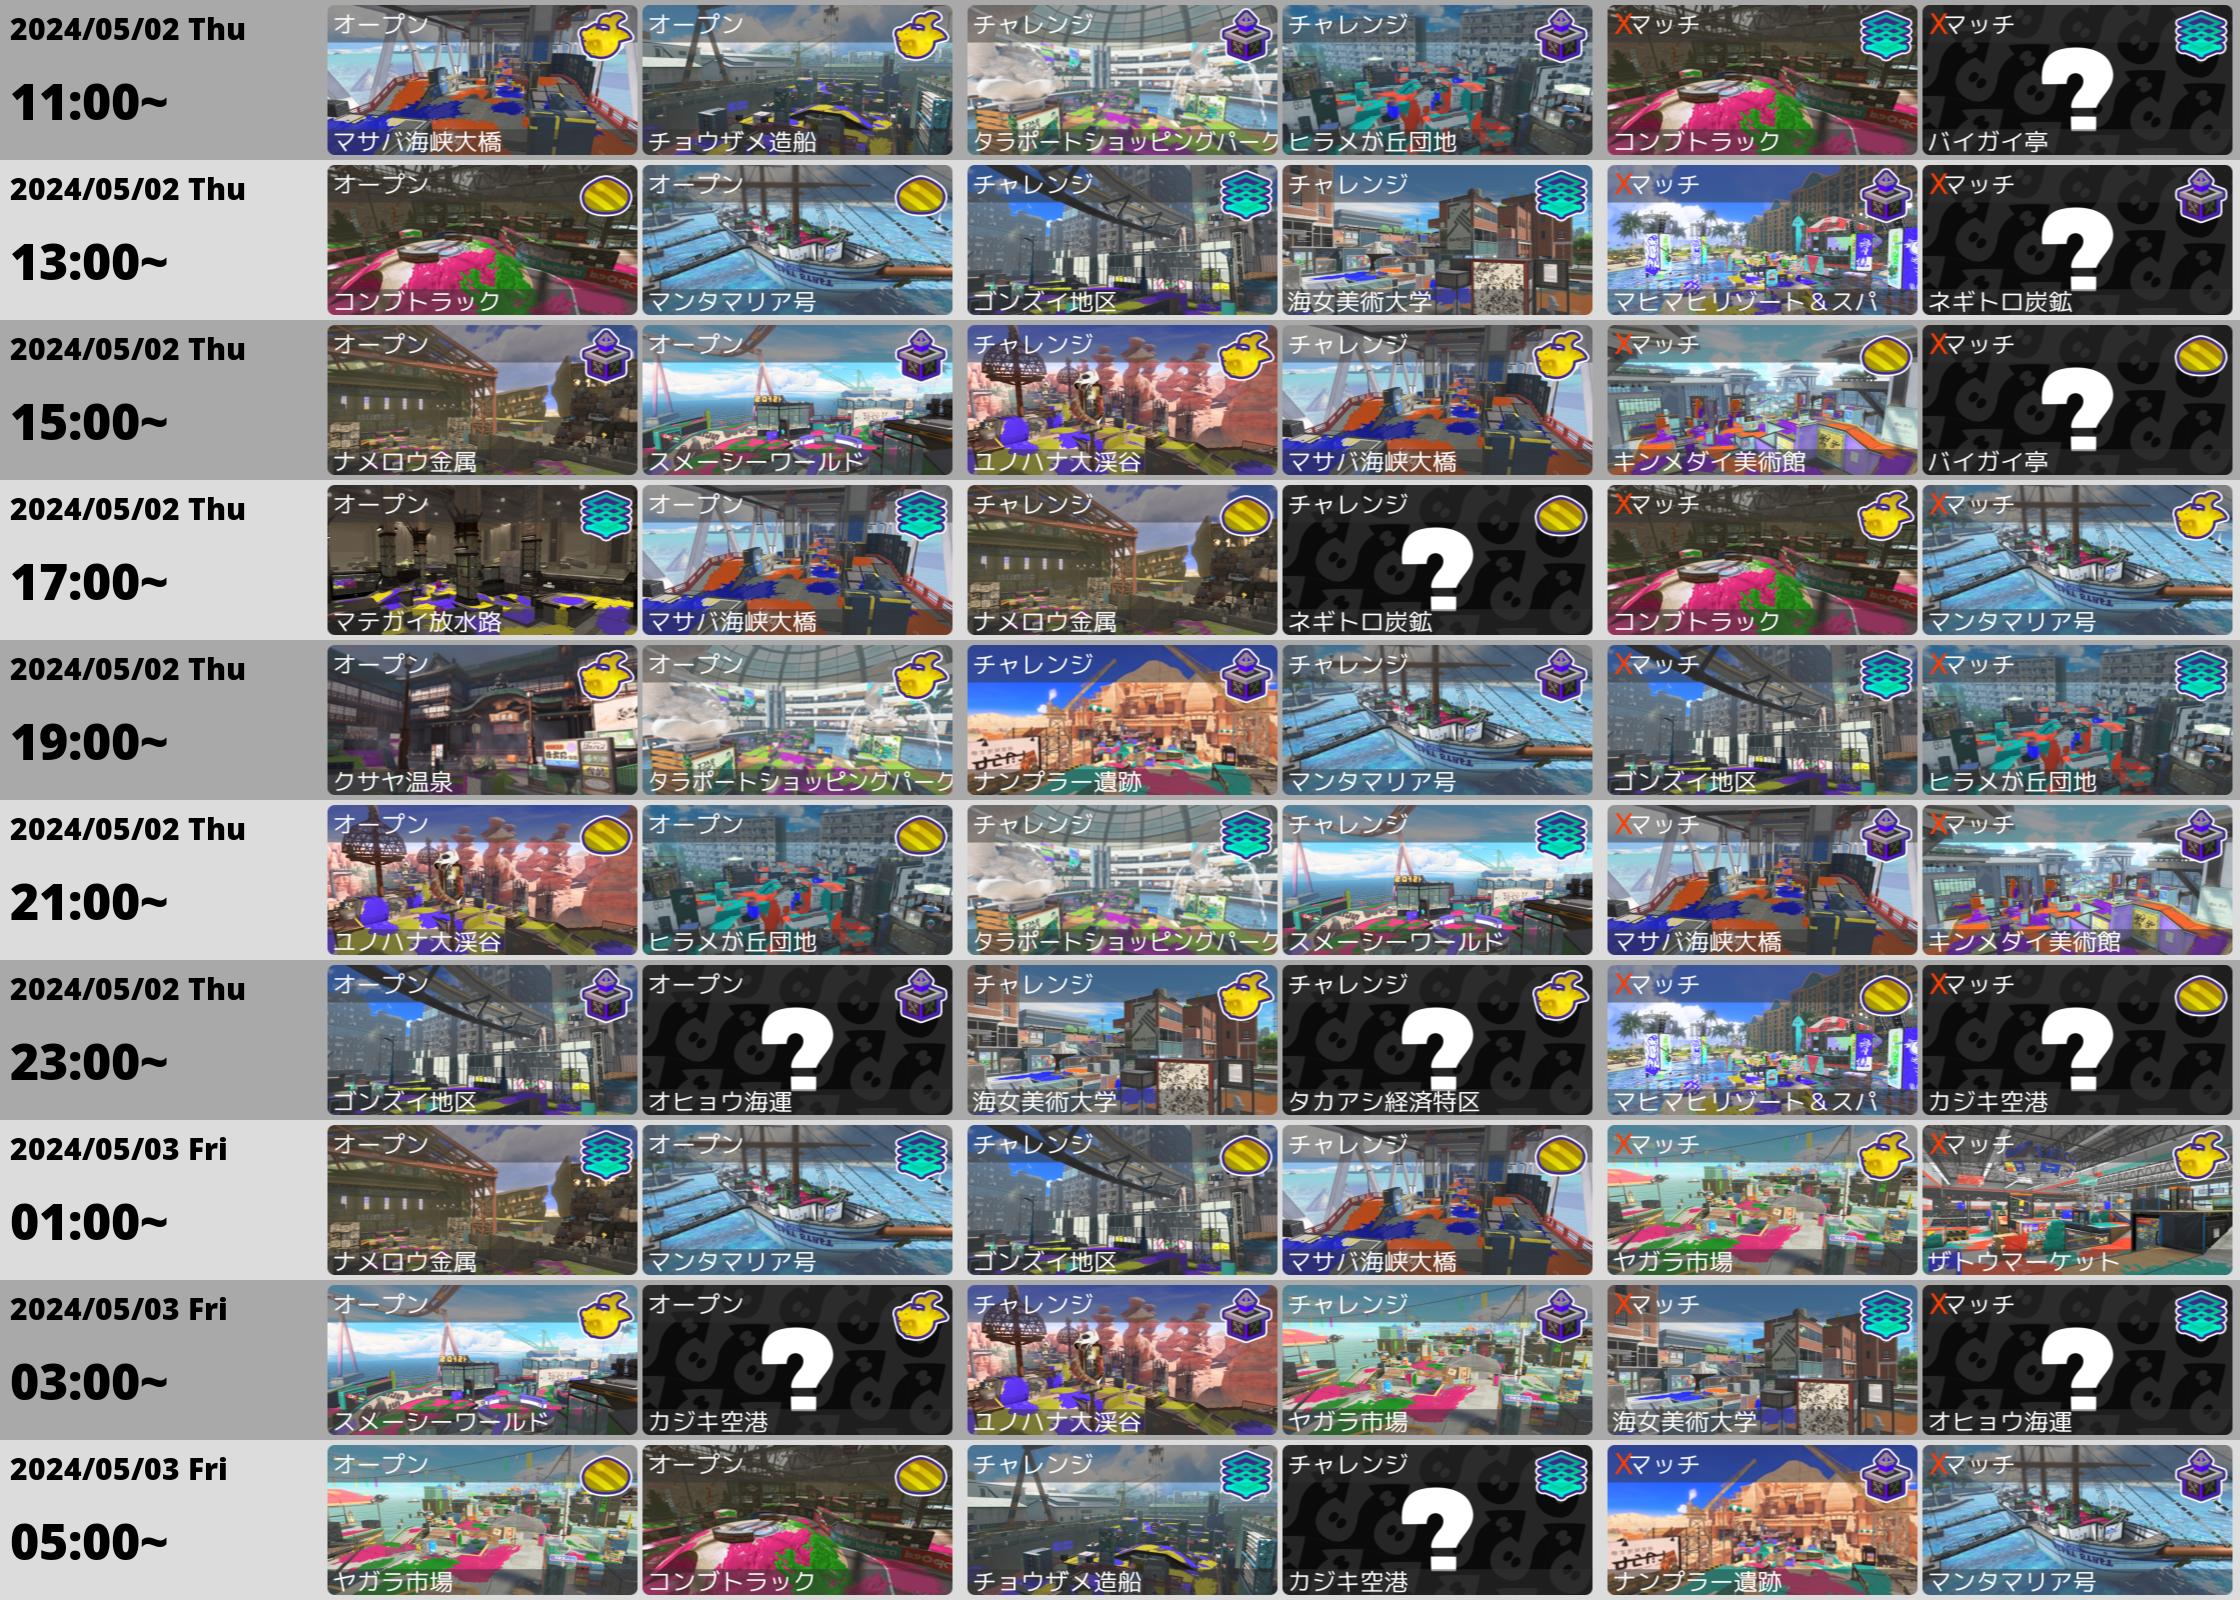 2024/05/02 Thu
11:00~
オープン
マサバ海峡大橋
オープン
チョウザメ造船
チャレンジ
タラポートショッピングパーク
チャレンジ
ヒラメが丘団地
Xマッチ
コンブトラック
Xマッチ
バイガイ亭
2024/05/02 Thu
13:00~
オープン
コンブトラック
オープン
マンタマリア号
チャレンジ
ゴンズイ地区
チャレンジ
海女美術大学
Xマッチ
マヒマヒリゾート＆スパ
Xマッチ
ネギトロ炭鉱
2024/05/02 Thu
15:00~
オープン
ナメロウ金属
オープン
スメーシーワールド
チャレンジ
ユノハナ大渓谷
チャレンジ
マサバ海峡大橋
Xマッチ
キンメダイ美術館
Xマッチ
バイガイ亭
2024/05/02 Thu
17:00~
オープン
マテガイ放水路
オープン
マサバ海峡大橋
チャレンジ
ナメロウ金属
チャレンジ
ネギトロ炭鉱
Xマッチ
コンブトラック
Xマッチ
マンタマリア号
2024/05/02 Thu
19:00~
オープン
クサヤ温泉
オープン
タラポートショッピングパーク
チャレンジ
ナンプラー遺跡
チャレンジ
マンタマリア号
Xマッチ
ゴンズイ地区
Xマッチ
ヒラメが丘団地
2024/05/02 Thu
21:00~
オープン
ユノハナ大渓谷
オープン
ヒラメが丘団地
チャレンジ
タラポートショッピングパーク
チャレンジ
スメーシーワールド
Xマッチ
マサバ海峡大橋
Xマッチ
キンメダイ美術館
2024/05/02 Thu
23:00~
オープン
ゴンズイ地区
オープン
オヒョウ海運
チャレンジ
海女美術大学
チャレンジ
タカアシ経済特区
Xマッチ
マヒマヒリゾート＆スパ
Xマッチ
カジキ空港
2024/05/03 Fri
01:00~
オープン
ナメロウ金属
オープン
マンタマリア号
チャレンジ
ゴンズイ地区
チャレンジ
マサバ海峡大橋
Xマッチ
ヤガラ市場
Xマッチ
ザトウマーケット
2024/05/03 Fri
03:00~
オープン
スメーシーワールド
オープン
カジキ空港
チャレンジ
ユノハナ大渓谷
チャレンジ
ヤガラ市場
Xマッチ
海女美術大学
Xマッチ
オヒョウ海運
2024/05/03 Fri
05:00~
オープン
ヤガラ市場
オープン
コンブトラック
チャレンジ
チョウザメ造船
チャレンジ
カジキ空港
Xマッチ
ナンプラー遺跡
Xマッチ
マンタマリア号